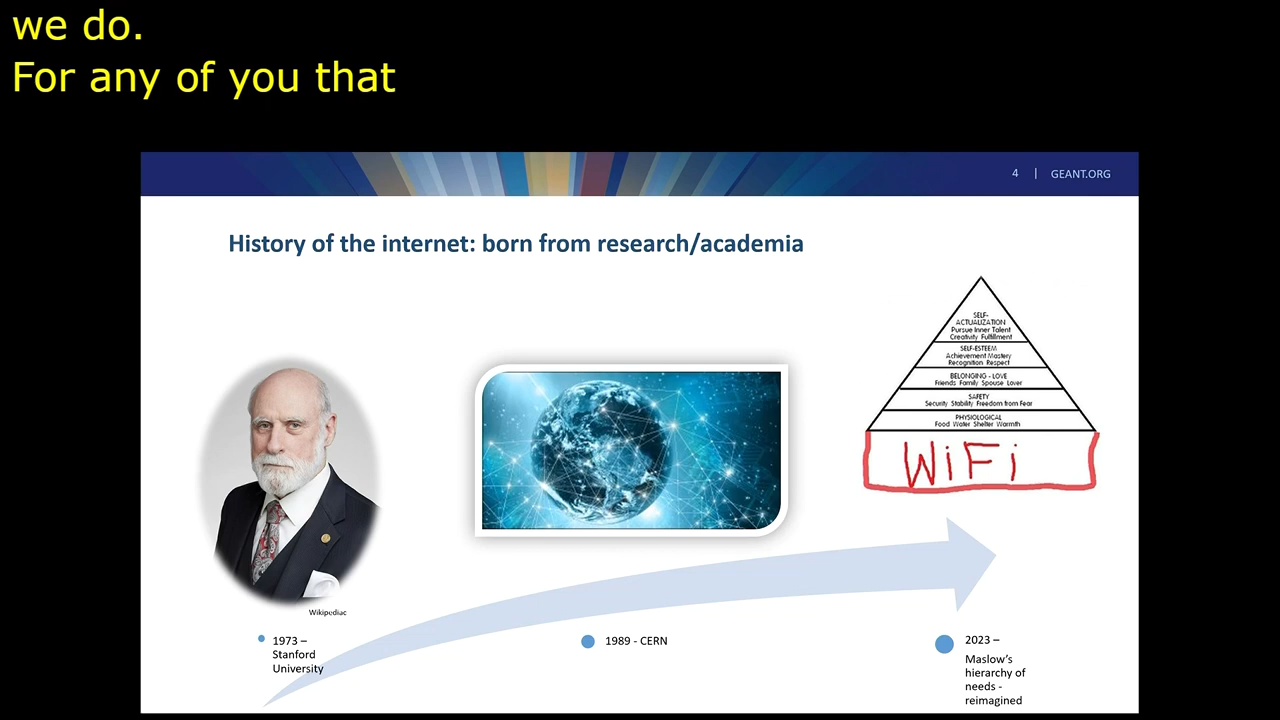 we do.
For any of you that
4 | GEANT.ORG
History of the internet: born from research/academia
SELF-
ACTUALIZATION
Pursue Inner Talent
Creativity Fulfillment
SELF-ESTEEM
Achievement Mastery
Recognition Respect
BELONGING - LOVE
Friends Family Spouse Lover
SAFETY
Security Stability Freedom from Fear
PHYSIOLOGICAL
Food Water Shelter Warmth
WiFi
Wikipediac
1973 –
Stanford
University
1989 - CERN
2023 –
Maslow's
hierarchy of
needs -
reimagined